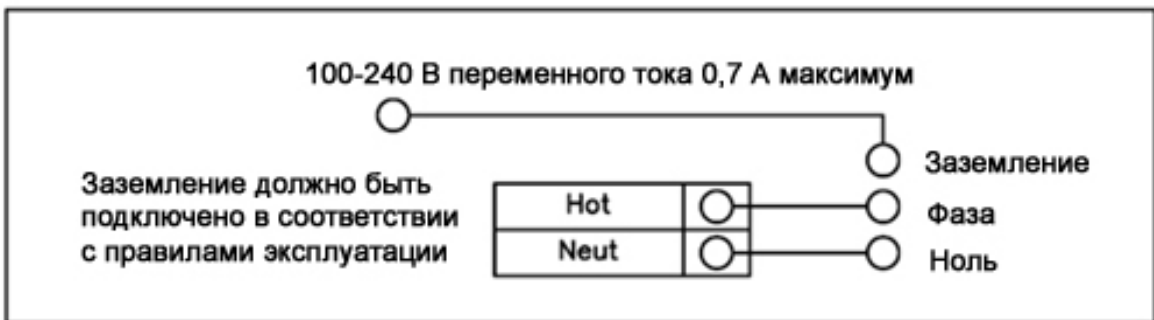 100-240 В переменного тока 0,7 А максимум
Заземление
Заземление должно быть
подключено в соответствии
с правилами эксплуатации
Hot
Фаза
Neut
Ноль